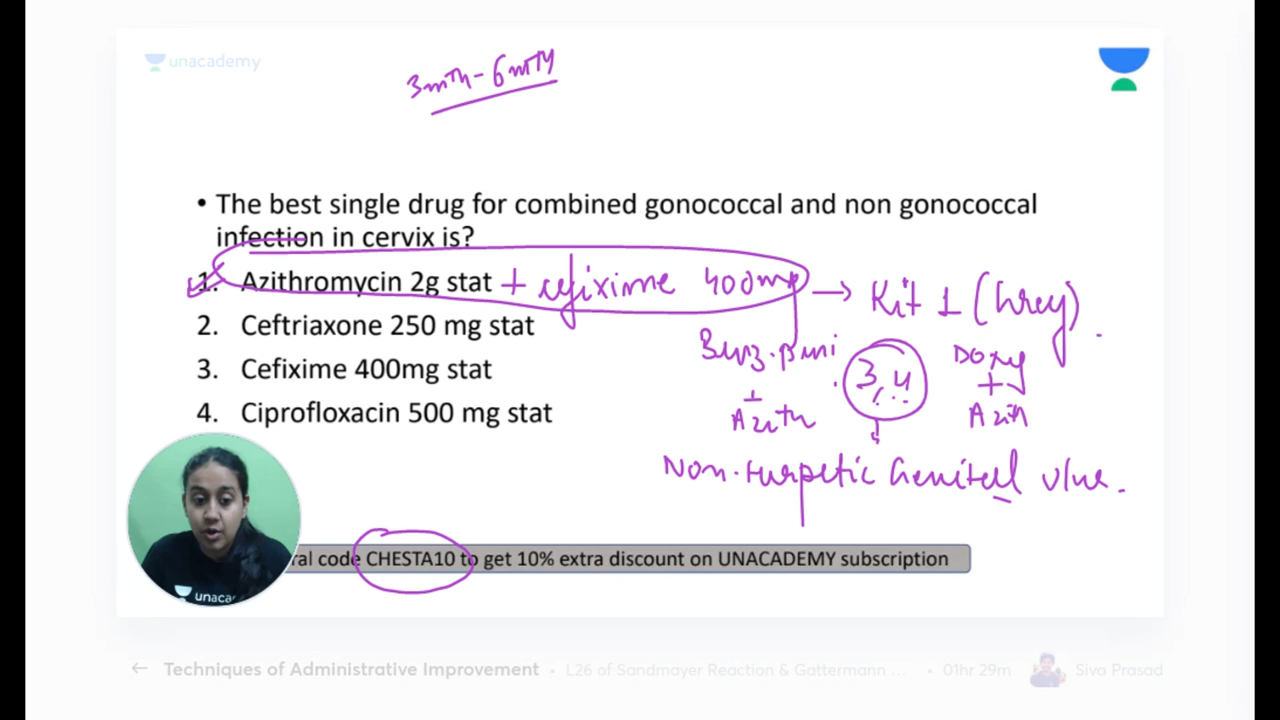 unacademy
3mth - 6mth
• The best single drug for combined gonococcal and non gonococcal
infection in cervix is?
1. Azithromycin 2g stat + cefixime 400mg → Kit 1 (Grey)
2. Ceftriaxone 250 mg stat
3. Cefixime 400mg stat
4. Ciprofloxacin 500 mg stat
Benz. peni
+
Azith
3, 4
Doxy
+
Azith
Non-herpetic Genital
ral code CHESTA10 to get 10% extra discount on UNACADEMY subscription
unaca
← Techniques of Administrative Improvement • L26 of Sandmayer Reaction & Gattermann ... • 01hr 29m Siva Prasad